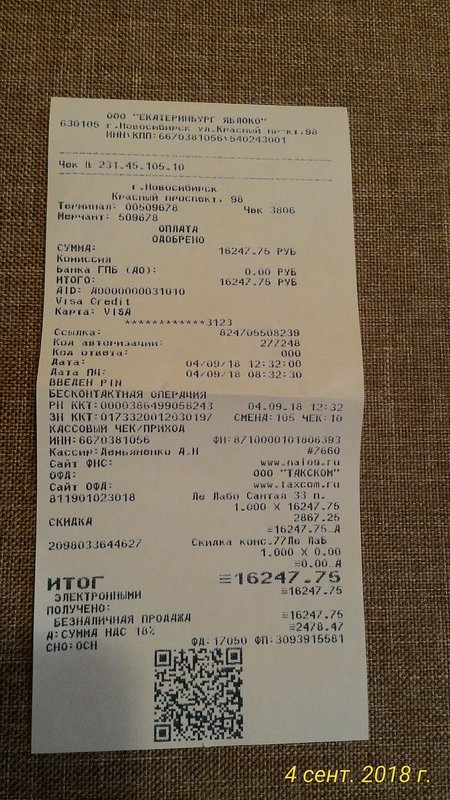 ООО "ЕКАТЕРИНБУРГ ЯБЛОКО"
630105 г.Новосибирск ул.Красный пр-кт.98
ИНН\КПП:6670381056\540243001
Чек № 231.45.105.10
г.Новосибирск
Красный проспект, 98
Терминал: 00509678 Чек 3806
Мерчант: 509678
ОПЛАТА
ОДОБРЕНО
СУММА: 16247.75 РУБ
Комиссия
Банка ГПБ (АО): 0.00 РУБ
ИТОГО: 16247.75 РУБ
AID: A0000000031010
Visa Credit
Карта: VISA
************3123
Ссылка: 824705508239
Код авторизации: 277248
Код ответа: 000
Дата: 04/09/18 12:32:00
Дата ПЦ: 04/09/18 08:32:30
ВВЕДЕН PIN
БЕСКОНТАКТНАЯ ОПЕРАЦИЯ
РН ККТ:0000386499058243 04.09.18 12:32
ЗН ККТ:0173320012030197 СМЕНА:105 ЧЕК:10
КАССОВЫЙ ЧЕК/ПРИХОД
ИНН:6670381056 ФН:8710000101806393
Кассир:Демьяненко А.Н #7660
Сайт ФНС: www.nalog.ru
ОФД: ООО "ТАКСКОМ"
Сайт ОФД: www.taxcom.ru
811901023018 Ле Лабо Сантал 33 п.
1.000 X 16247.75
СКИДКА 2867.25
≡16247.75_А
2098033644627 Скидка конс.77Ле Лаб
1.000 X 0.00
≡0.00_А
ИТОГ ≡16247.75
ЭЛЕКТРОННЫМИ ≡16247.75
ПОЛУЧЕНО:
БЕЗНАЛИЧНАЯ ПРОДАЖА ≡16247.75
А:СУММА НДС 18% ≡2478.47
СНО:ОСН ФД:17050 ФП:3093915581
4 сент. 2018 г.